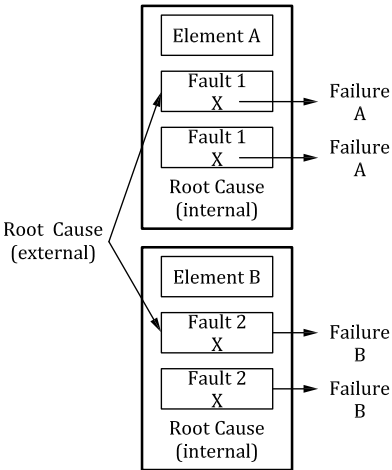 Element A
Fault 1
X
Failure
A
Fault 1
X
Failure
A
Root Cause
(internal)
Root Cause
(external)
Element B
Fault 2
X
Failure
B
Fault 2
X
Failure
B
Root Cause
(internal)